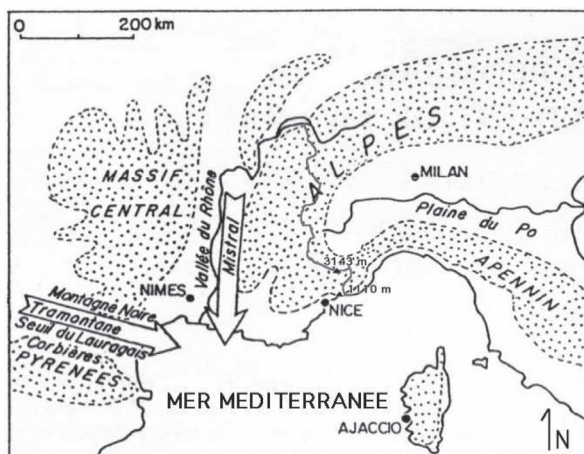 0 200 km
MASSIF
CENTRAL
Vallée du Rhône
Mistral
ALPES
MILAN
Plaine du Po
APENNIN
3143 m
1110 m
NIMES
NICE
Montagne Noire
Tramontane
Seuil du Lauragais
Corbières
PYRENEES
MER MEDITERRANEE
AJACCIO
N